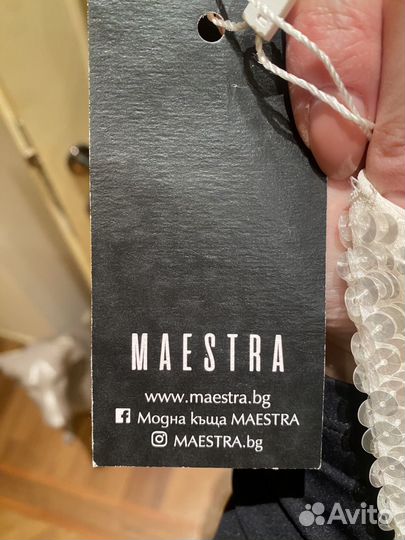 MAESTRA
www.maestra.bg
Модна къща MAESTRA
MAESTRA.bg
Avito